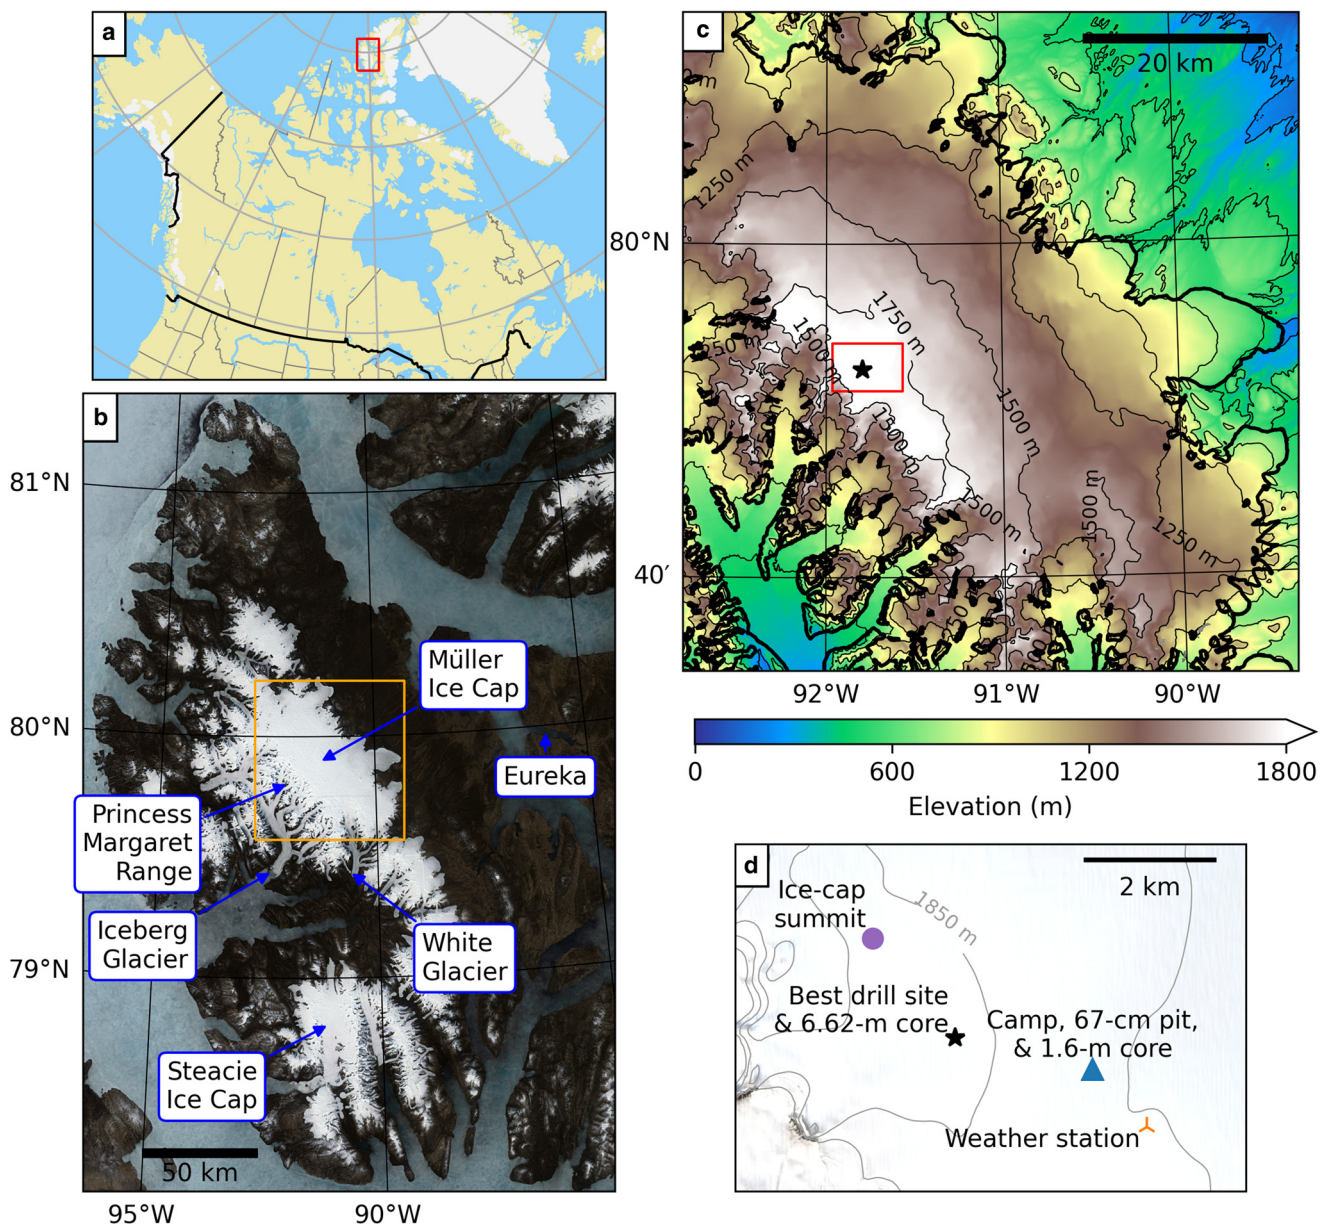 a
b
81°N
80°N
79°N
95°W
90°W
Müller
Ice Cap
Eureka
Princess
Margaret
Range
Iceberg
Glacier
White
Glacier
Steacie
Ice Cap
50 km
c
20 km
80°N
40′
92°W
91°W
90°W
1250 m
1750 m
1500 m
1500 m
1500 m
1500 m
1500 m
1250 m
0
600
1200
1800
Elevation (m)
d
2 km
Ice-cap
summit
1850 m
Best drill site
& 6.62-m core
Camp, 67-cm pit,
& 1.6-m core
Weather station